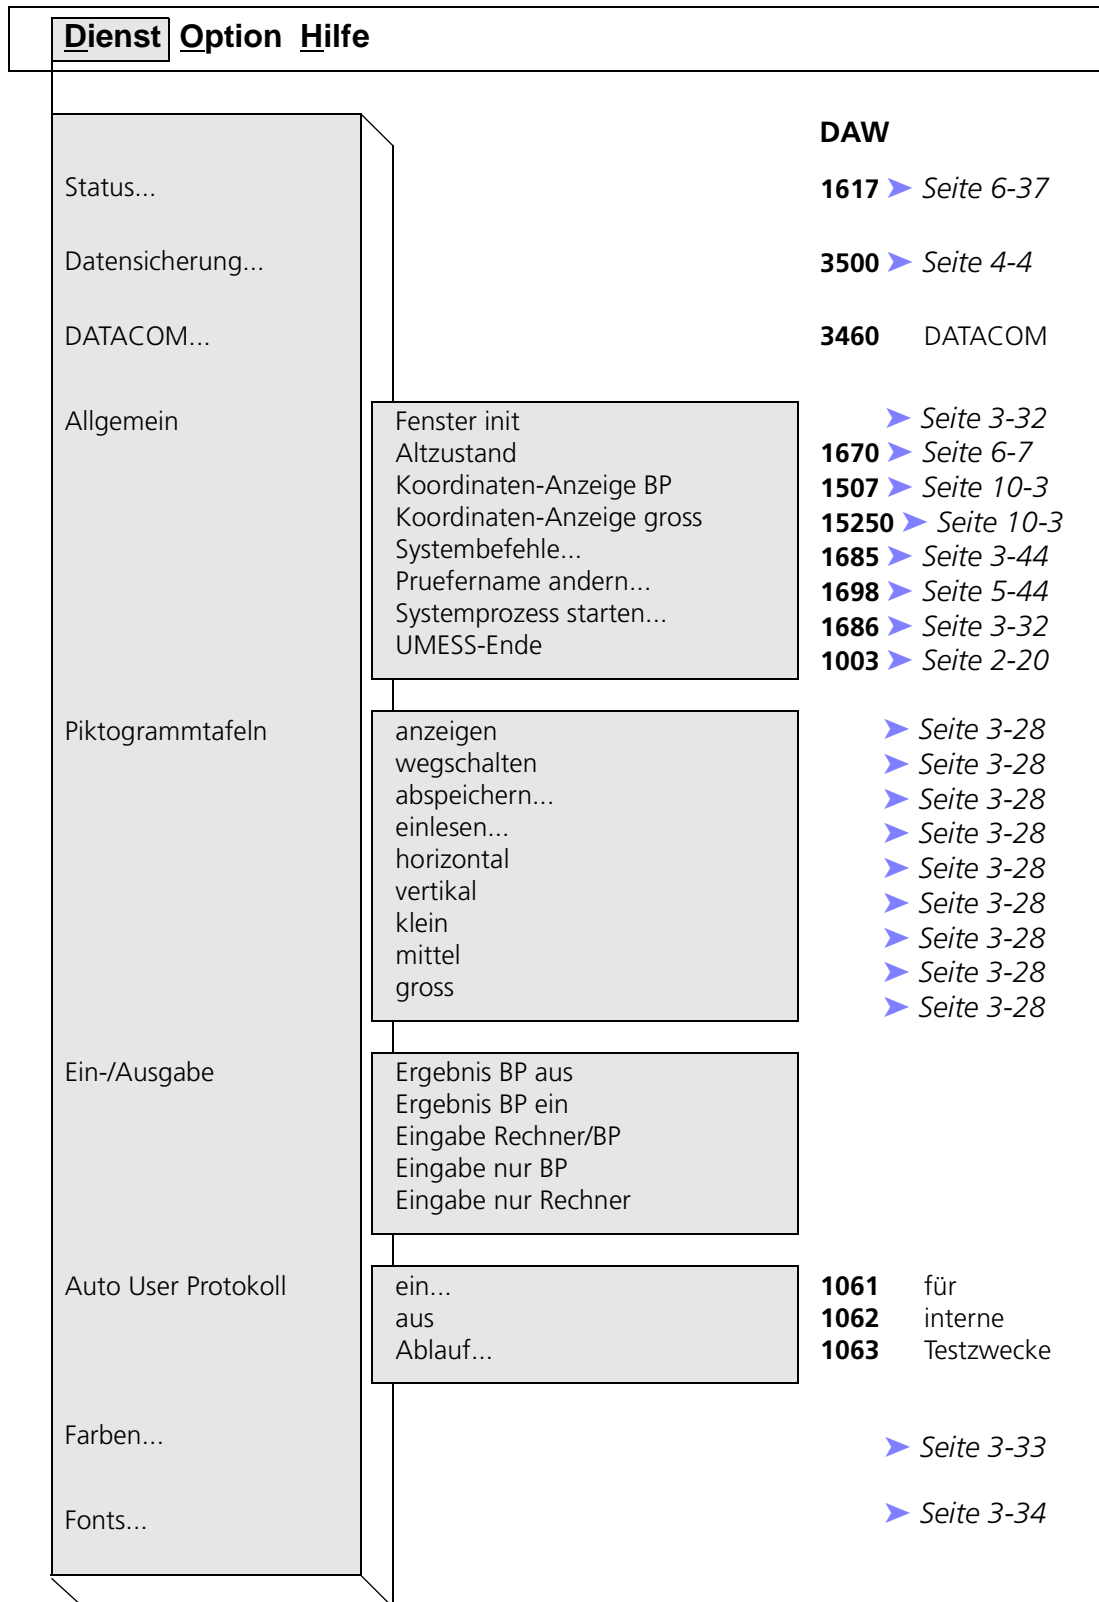 Dienst Option Hilfe
DAW
Status... 1617 ➤ Seite 6-37
Datensicherung... 3500 ➤ Seite 4-4
DATACOM... 3460 DATACOM
Allgemein Fenster init ➤ Seite 3-32
Altzustand 1670 ➤ Seite 6-7
Koordinaten-Anzeige BP 1507 ➤ Seite 10-3
Koordinaten-Anzeige gross 15250 ➤ Seite 10-3
Systembefehle... 1685 ➤ Seite 3-44
Pruefername andern... 1698 ➤ Seite 5-44
Systemprozess starten... 1686 ➤ Seite 3-32
UMESS-Ende 1003 ➤ Seite 2-20
Piktogrammtafeln anzeigen ➤ Seite 3-28
wegschalten ➤ Seite 3-28
abspeichern... ➤ Seite 3-28
einlesen... ➤ Seite 3-28
horizontal ➤ Seite 3-28
vertikal ➤ Seite 3-28
klein ➤ Seite 3-28
mittel ➤ Seite 3-28
gross ➤ Seite 3-28
Ein-/Ausgabe Ergebnis BP aus
Ergebnis BP ein
Eingabe Rechner/BP
Eingabe nur BP
Eingabe nur Rechner
Auto User Protokoll ein... 1061 für
aus 1062 interne
Ablauf... 1063 Testzwecke
Farben... ➤ Seite 3-33
Fonts... ➤ Seite 3-34